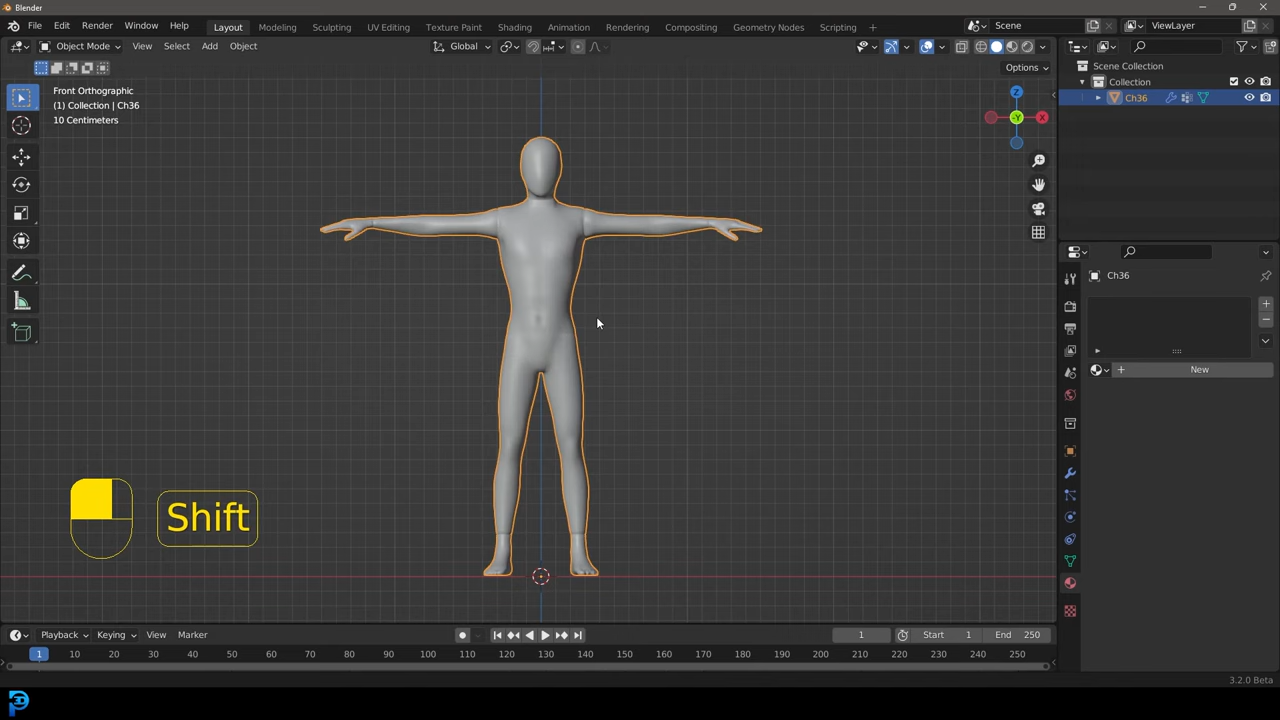 Blender
File Edit Render Window Help Layout Modeling Sculpting UV Editing Texture Paint Shading Animation Rendering Compositing Geometry Nodes Scripting + Scene ViewLayer
Object Mode View Select Add Object Global
Options
Front Orthographic
(1) Collection | Ch36
10 Centimeters
Z
-Y
X
Scene Collection
Collection
Ch36
Ch36
New
Shift
Playback Keying View Marker 1 Start 1 End 250
1 10 20 30 40 50 60 70 80 90 100 110 120 130 140 150 160 170 180 190 200 210 220 230 240 250
3.2.0 Beta